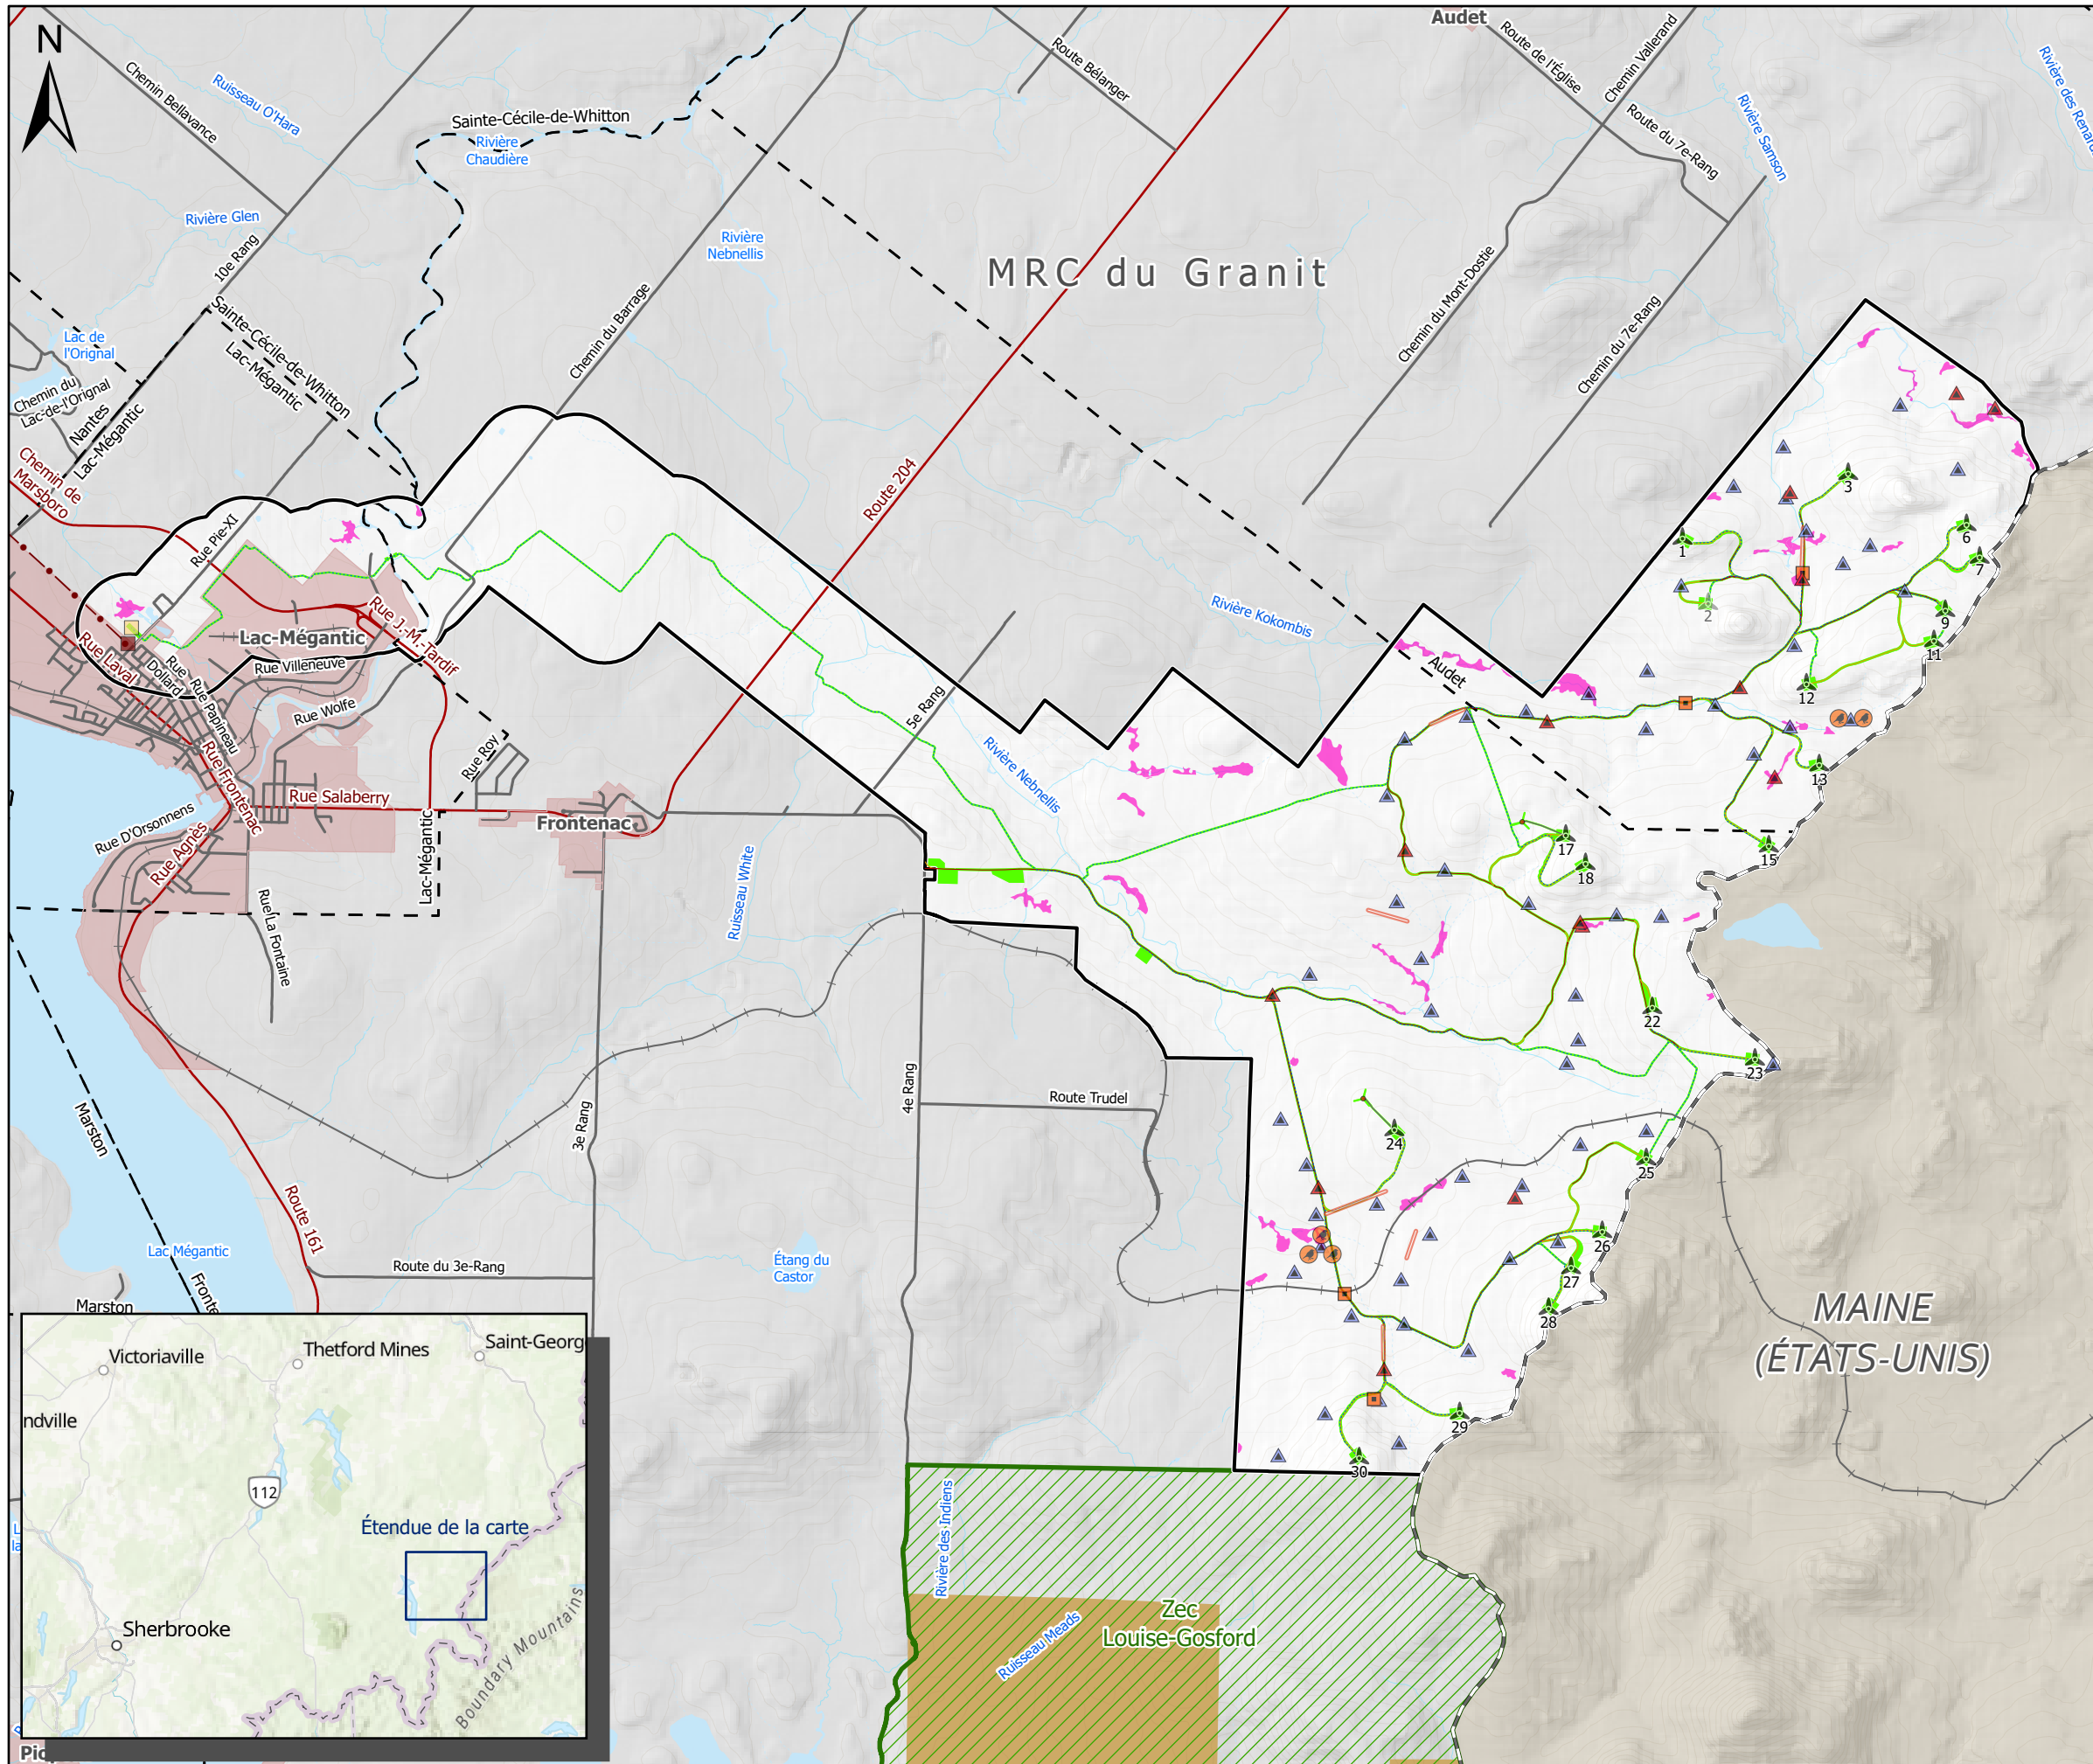 N
Audet
Chemin Bellavance
Ruisseau O'Hara
Sainte-Cécile-de-Whitton
Rivière
Chaudière
Route Bélanger
Route de l'Église
Chemin Vallerand
Route du 7e-Rang
Rivière Samson
Rivière Glen
10e Rang
Rivière
Nebnellis
MRC du Granit
Chemin du Mont-Dostie
Chemin du 7e-Rang
Chemin du Barrage
Sainte-Cécile-de-Whitton
Lac-Mégantic
Lac de
l'Orignal
Chemin du
Lac-de-l'Orignal
Nantes
Lac-Mégantic
Chemin de
Marsboro
Rue Pie-XI
Route 204
Rivière Kokombis
Audet
3
1
2
6
7
9
11
12
13
15
17
18
22
23
24
25
26
27
28
29
30
Lac-Mégantic
Rue J.-M.-Tardif
Rue Laval
Rue
Dollard
Rue Villeneuve
Rue Papineau
Rue Wolfe
Rue Roy
Rue Frontenac
Rue Salaberry
Frontenac
5e Rang
Rivière Nebnellis
Rue D'Orsonnens
Rue Agnès
Lac-Mégantic
Rue La Fontaine
Ruisseau White
4e Rang
3e Rang
Route Trudel
Marston
Lac Mégantic
Route 161
Route du 3e-Rang
Étang du
Castor
Marston
MAINE
(ÉTATS-UNIS)
Rivière des Indiens
Ruisseau Meads
Zec
Louise-Gosford
Victoriaville
Thetford Mines
Saint-Georg
ndville
112
Étendue de la carte
Sherbrooke
Boundary Mountains